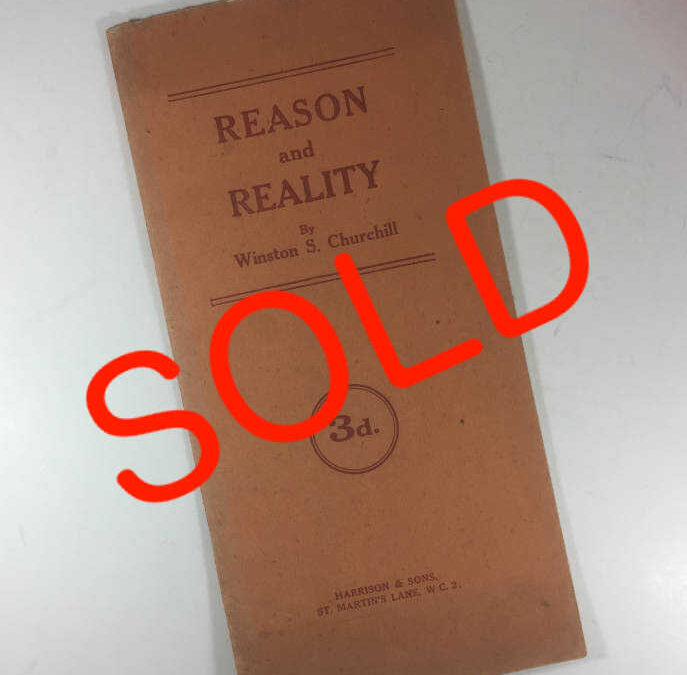 REASON
and
REALITY
By
Winston S. Churchill
SOLD
3d.
HARRISON & SONS,
ST. MARTIN'S LANE, W C. 2.